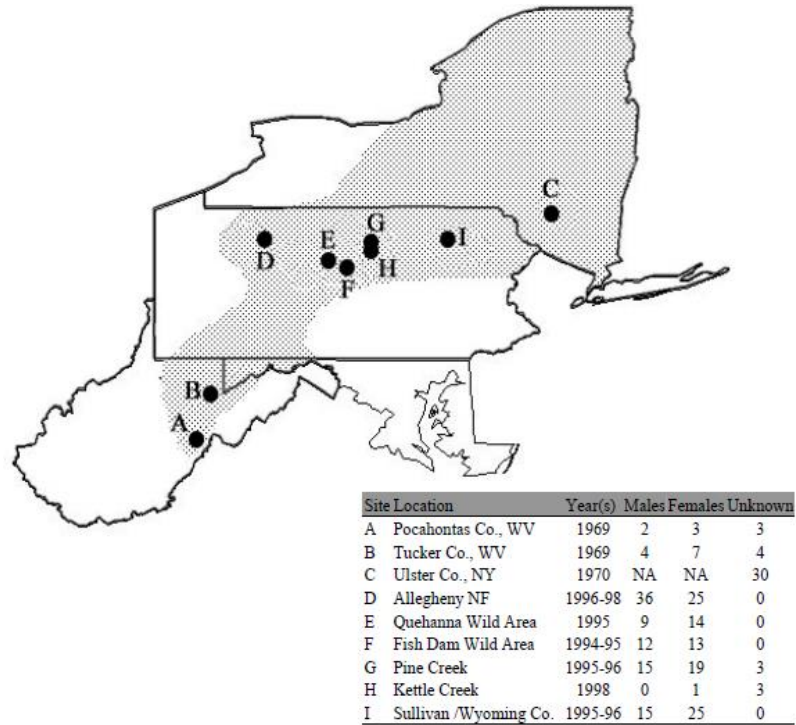 C
G
D
E
F
H
I
B
A
Site Location Year(s) Males Females Unknown
A Pocahontas Co., WV 1969 2 3 3
B Tucker Co., WV 1969 4 7 4
C Ulster Co., NY 1970 NA NA 30
D Allegheny NF 1996-98 36 25 0
E Quehanna Wild Area 1995 9 14 0
F Fish Dam Wild Area 1994-95 12 13 0
G Pine Creek 1995-96 15 19 3
H Kettle Creek 1998 0 1 3
I Sullivan /Wyoming Co. 1995-96 15 25 0